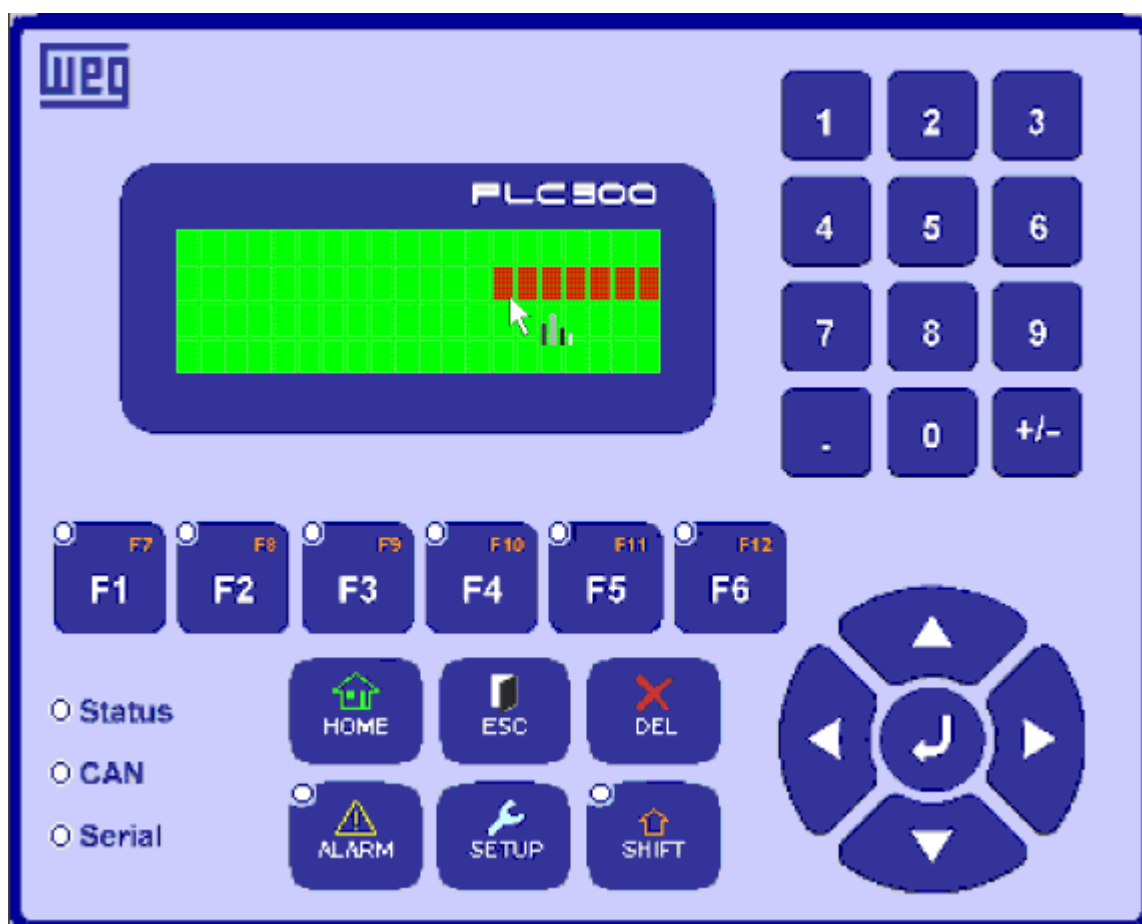 weg
PLC300
1 2 3
4 5 6
7 8 9
. 0 +/-
F7 F8 F9 F10 F11 F12
F1 F2 F3 F4 F5 F6
HOME ESC DEL
Status
CAN
Serial
ALARM SETUP SHIFT